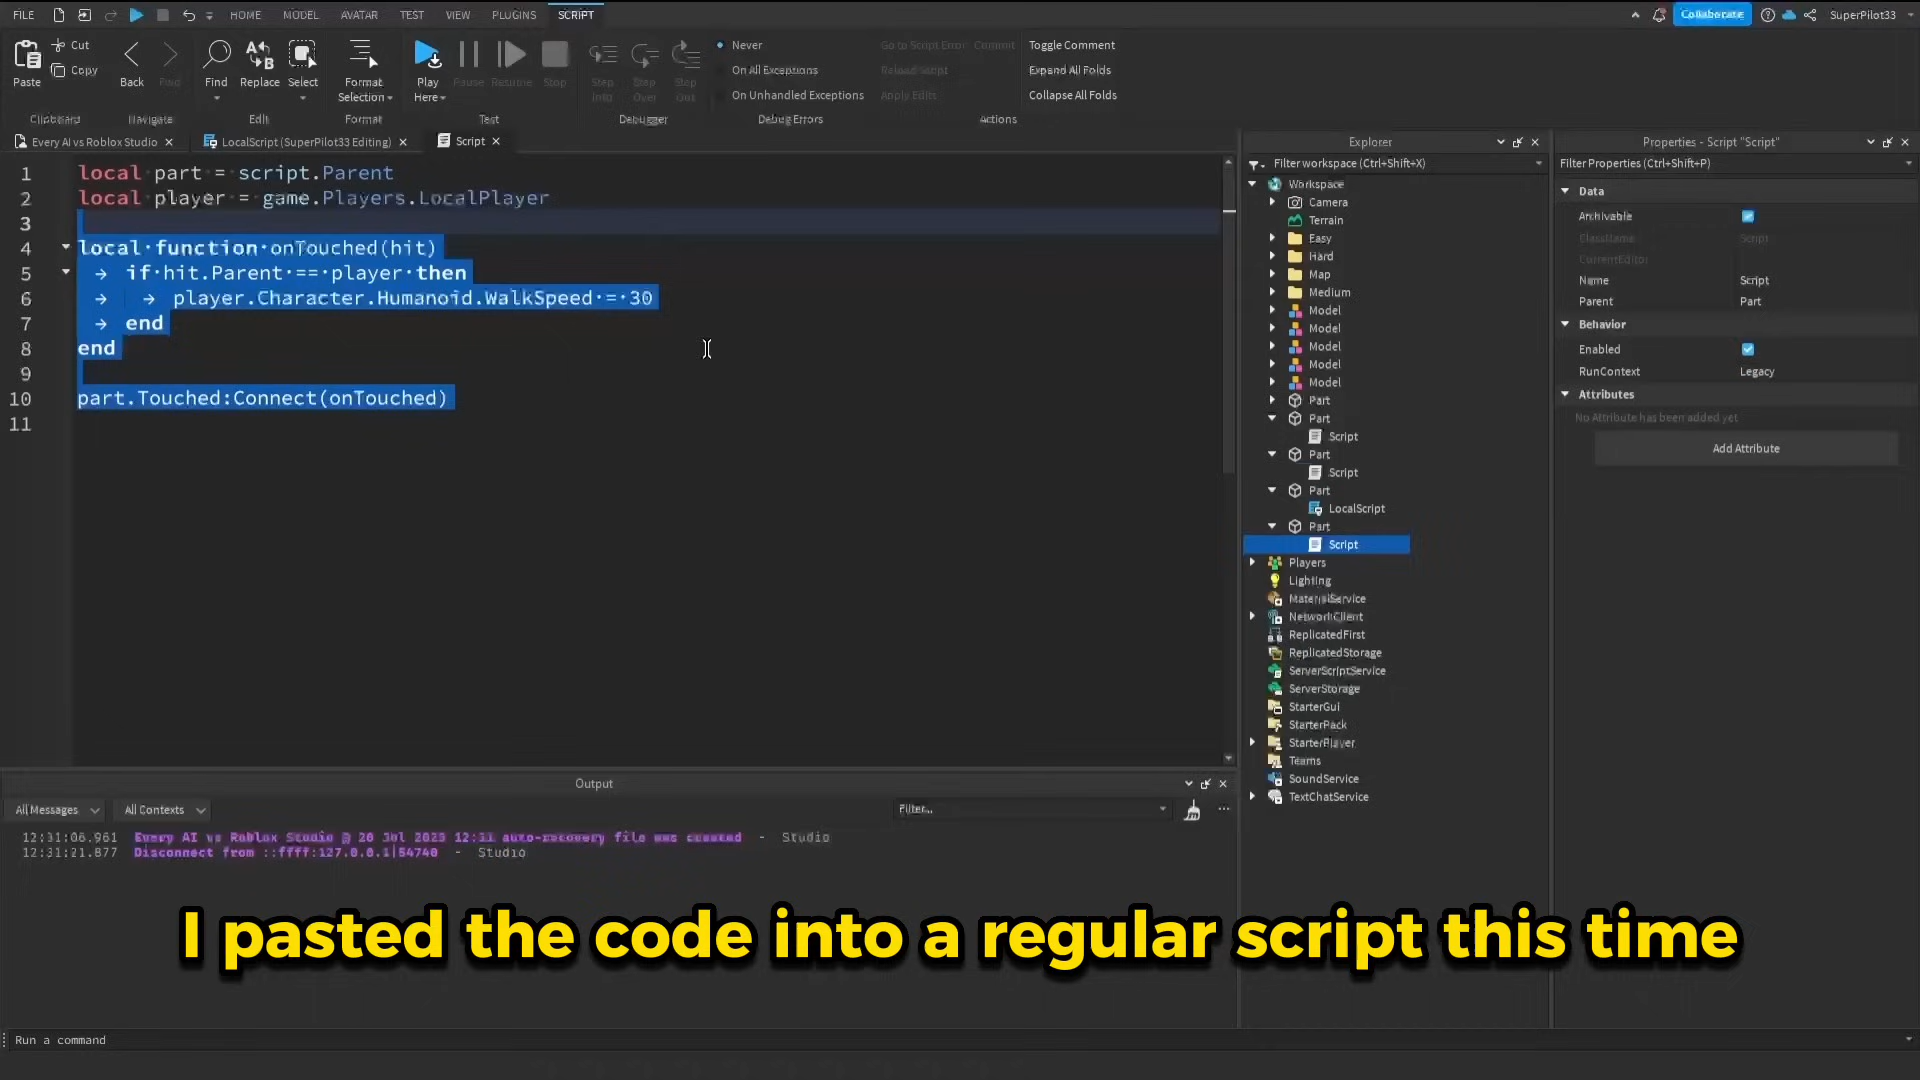 FILE HOME MODEL AVATAR TEST VIEW PLUGINS SCRIPT Collaborate SuperPilot33
Paste Cut Copy Back Find Replace Select Format Selection Play Here Pause Resume Stop Step Into Step Over Step Out
Never Go to Script Error Commit Toggle Comment
On All Exceptions Reload Script Expand All Folds
On Unhandled Exceptions Apply Edits Collapse All Folds
Clipboard Navigate Edit Format Test Debugger Debug Errors Actions
Every AI vs Roblox Studio LocalScript (SuperPilot33 Editing) Script
1 local part = script.Parent
2 local player = game.Players.LocalPlayer
3
4 local function onTouched(hit)
5 if hit.Parent == player then
6 player.Character.Humanoid.WalkSpeed = 30
7 end
8 end
9
10 part.Touched:Connect(onTouched)
11
Explorer
Filter workspace (Ctrl+Shift+X)
Workspace
Camera
Terrain
Easy
Hard
Map
Medium
Model
Model
Model
Model
Model
Part
Part
Script
Part
Script
Part
LocalScript
Part
Script
Players
Lighting
MaterialService
NetworkClient
ReplicatedFirst
ReplicatedStorage
ServerScriptService
ServerStorage
StarterGui
StarterPack
StarterPlayer
Teams
SoundService
TextChatService
Properties - Script "Script"
Filter Properties (Ctrl+Shift+P)
Data
Archivable
ClassName Script
CurrentEditor
Name Script
Parent Part
Behavior
Enabled
RunContext Legacy
Attributes
No Attribute has been added yet
Add Attribute
Output
All Messages All Contexts Filter...
12:31:06.961 Every AI vs Roblox Studio @ 20 Jul 2023 12:31 auto-recovery file was created - Studio
12:31:21.877 Disconnect from ::ffff:127.0.0.1|54740 - Studio
I pasted the code into a regular script this time
Run a command